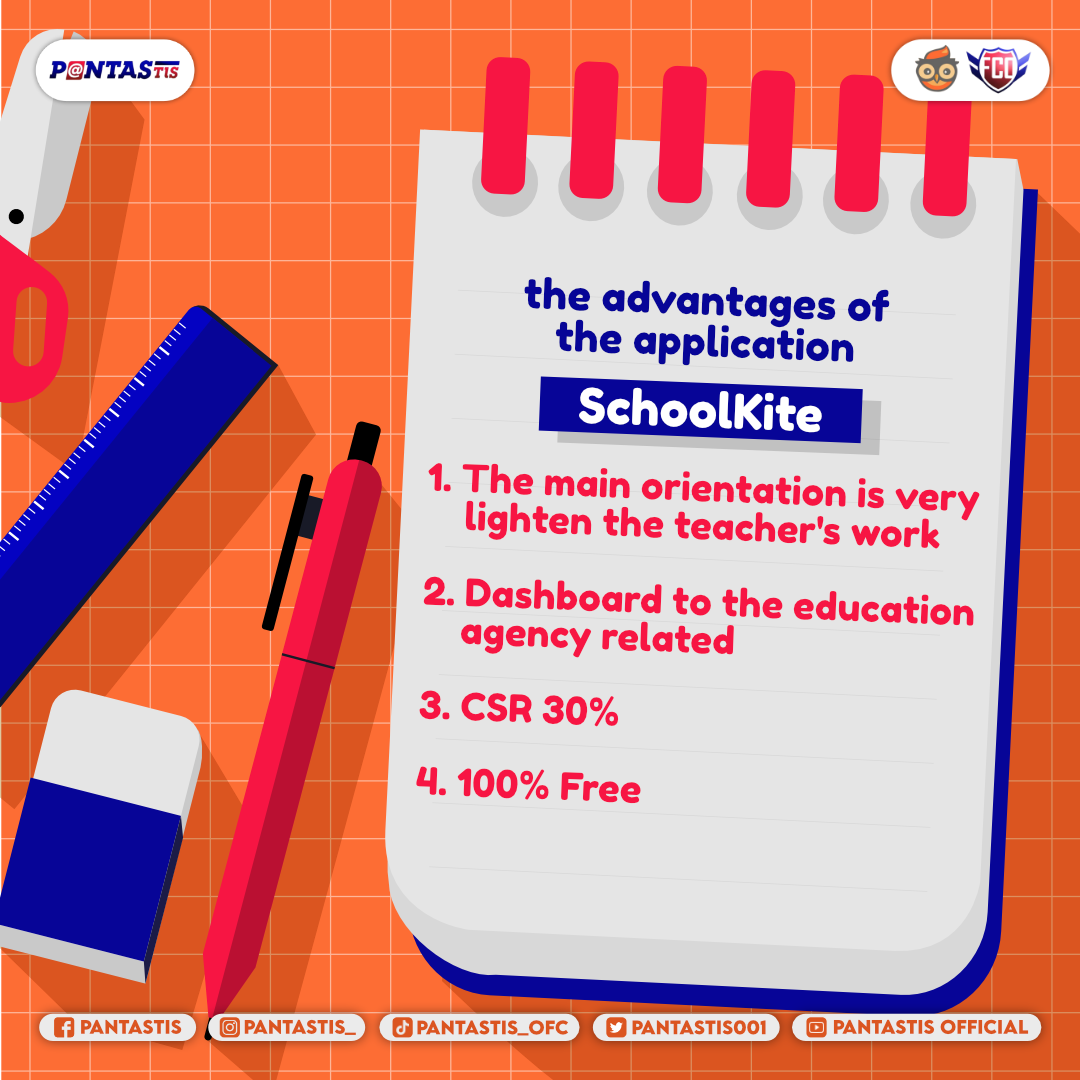 P@NTASTIS
FCO
the advantages of
the application
SchoolKite
1. The main orientation is very
lighten the teacher's work
2. Dashboard to the education
agency related
3. CSR 30%
4. 100% Free
PANTASTIS
PANTASTIS_
PANTASTIS_OFC
PANTASTIS001
PANTASTIS OFFICIAL